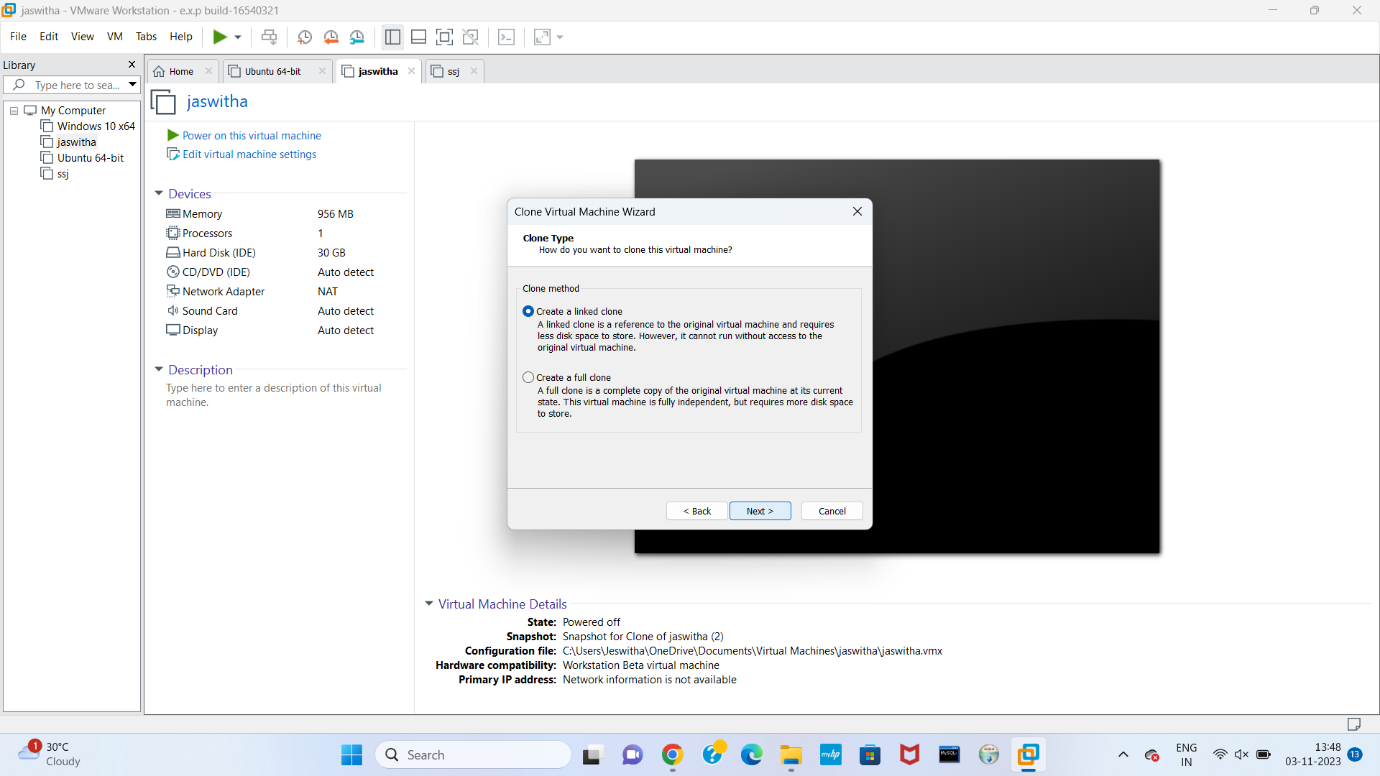 jaswitha - VMware Workstation - e.x.p build-16540321
File Edit View VM Tabs Help
Library
Type here to sea...
My Computer
Windows 10 x64
jaswitha
Ubuntu 64-bit
ssj
Home
Ubuntu 64-bit
jaswitha
ssj
jaswitha
Power on this virtual machine
Edit virtual machine settings
Devices
Memory 956 MB
Processors 1
Hard Disk (IDE) 30 GB
CD/DVD (IDE) Auto detect
Network Adapter NAT
Sound Card Auto detect
Display Auto detect
Description
Type here to enter a description of this virtual
machine.
Clone Virtual Machine Wizard
Clone Type
How do you want to clone this virtual machine?
Clone method
Create a linked clone
A linked clone is a reference to the original virtual machine and requires
less disk space to store. However, it cannot run without access to the
original virtual machine.
Create a full clone
A full clone is a complete copy of the original virtual machine at its current
state. This virtual machine is fully independent, but requires more disk space
to store.
< Back Next > Cancel
Virtual Machine Details
State: Powered off
Snapshot: Snapshot for Clone of jaswitha (2)
Configuration file: C:\Users\Jeswitha\OneDrive\Documents\Virtual Machines\jaswitha\jaswitha.vmx
Hardware compatibility: Workstation Beta virtual machine
Primary IP address: Network information is not available
1
30°C
Cloudy
Search
myhp
MySQL
ENG
IN
13:48
03-11-2023
13